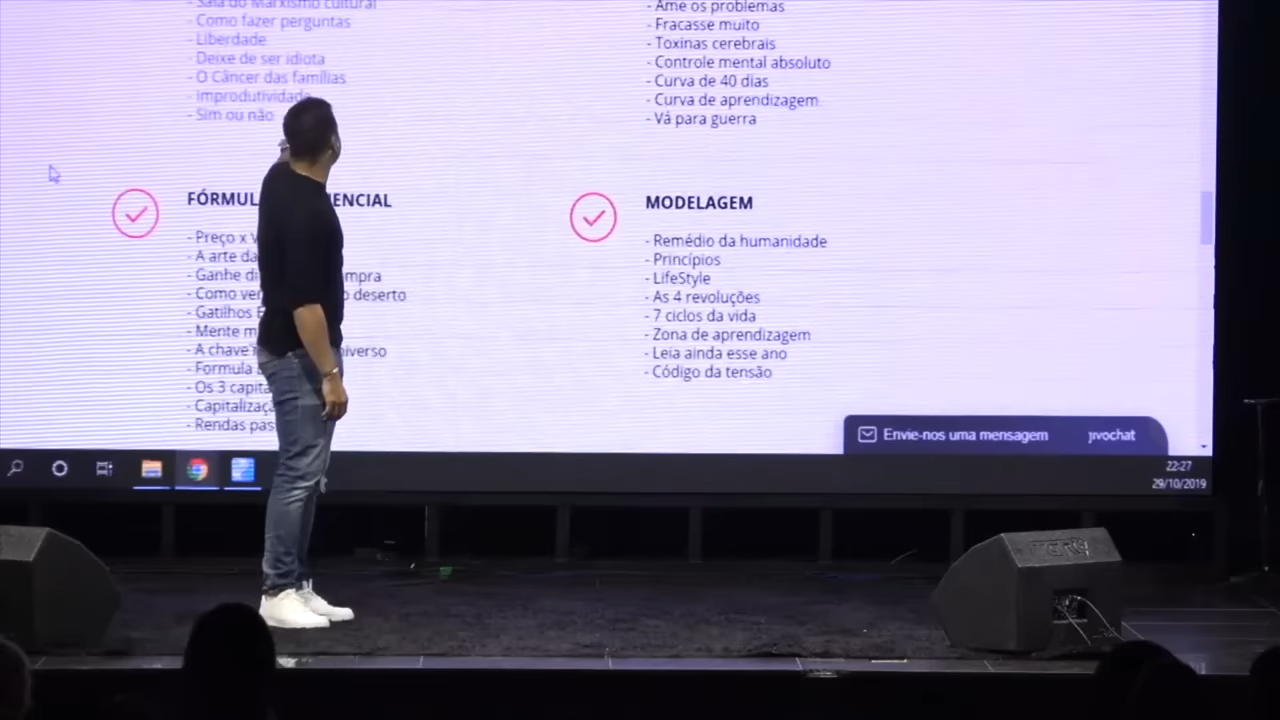 - Saia do Marxismo cultural
- Como fazer perguntas
- Liberdade
- Deixe de ser idiota
- O Câncer das famílias
- Improdutividade
- Sim ou não
- Ame os problemas
- Fracasse muito
- Toxinas cerebrais
- Controle mental absoluto
- Curva de 40 dias
- Curva de aprendizagem
- Vá para guerra
FÓRMUL ENCIAL
- Preço x V
- A arte da
- Ganhe di mpra
- Como ven o deserto
- Gatilhos E
- Mente m
- A chave niverso
- Formula
- Os 3 capita
- Capitalizaçã
- Rendas pas
MODELAGEM
- Remédio da humanidade
- Princípios
- LifeStyle
- As 4 revoluções
- 7 ciclos da vida
- Zona de aprendizagem
- Leia ainda esse ano
- Código da tensão
Envie-nos uma mensagem jivochat
22:27
29/10/2019